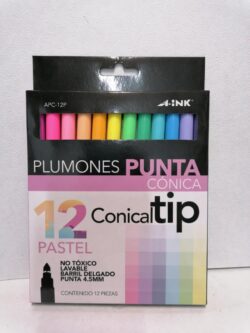 APC-12P
A-INK
PLUMONES PUNTA
CÓNICA
12
PASTEL
Conical tip
NO TÓXICO
LAVABLE
BARRIL DELGADO
PUNTA 4.5MM
CONTENIDO 12 PIEZAS